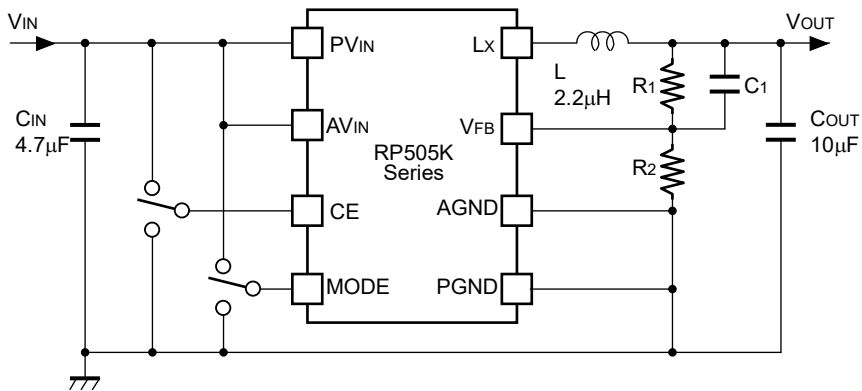 VIN
PVIN
LX
VOUT
L
2.2μH
R1
C1
CIN
4.7μF
AVIN
VFB
COUT
10μF
RP505K
Series
R2
CE
AGND
MODE
PGND